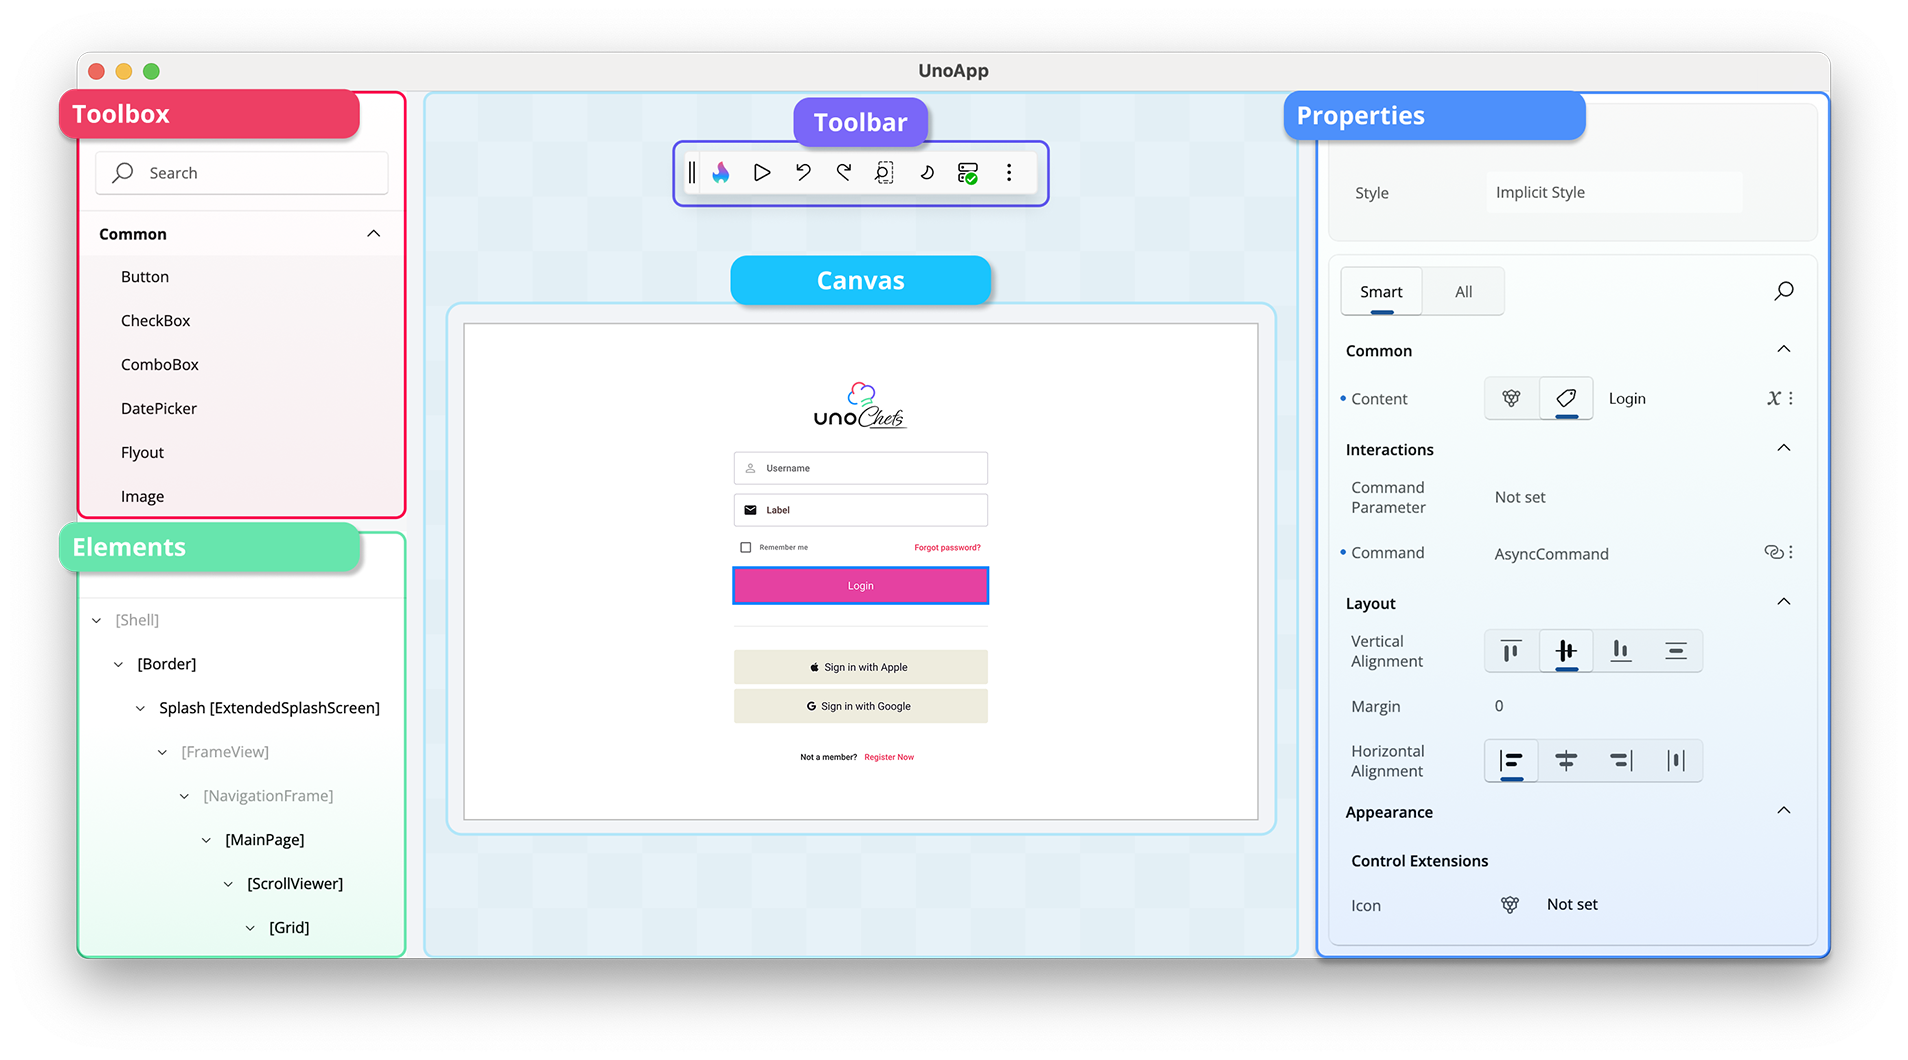 UnoApp
Toolbox
Search
Common
Button
CheckBox
ComboBox
DatePicker
Flyout
Image
Elements
[Shell]
[Border]
Splash [ExtendedSplashScreen]
[FrameView]
[NavigationFrame]
[MainPage]
[ScrollViewer]
[Grid]
Toolbar
Canvas
uno Chefs
Username
Label
Remember me Forgot password?
Login
Sign in with Apple
G Sign in with Google
Not a member? Register Now
Properties
Style Implicit Style
Smart All
Common
Content Login X
Interactions
Command
Parameter Not set
Command AsyncCommand
Layout
Vertical
Alignment
Margin 0
Horizontal
Alignment
Appearance
Control Extensions
Icon Not set